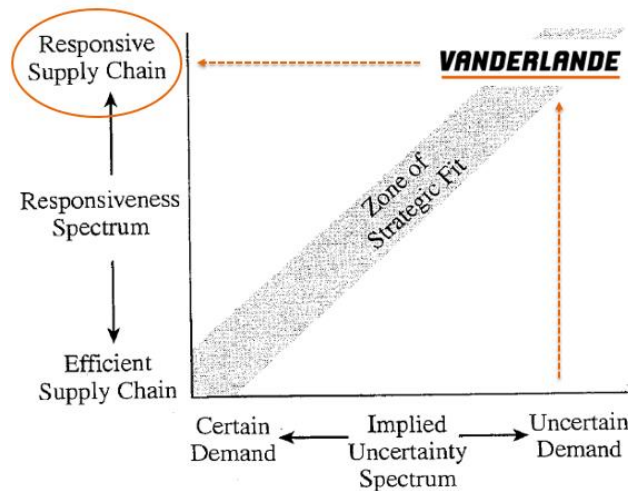 Responsive
Supply Chain
VANDERLANDE
Responsiveness
Spectrum
Zone of
Strategic Fit
Efficient
Supply Chain
Certain
Demand
Implied
Uncertainty
Spectrum
Uncertain
Demand